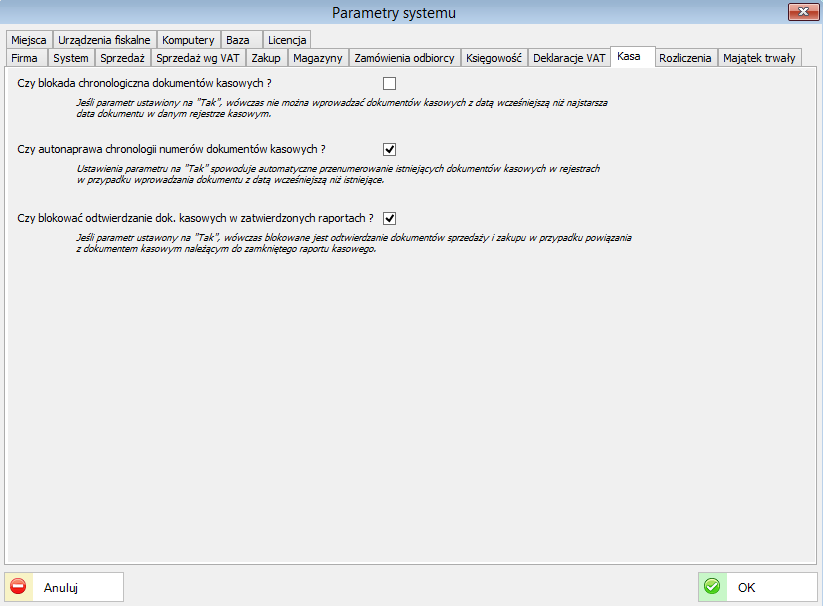 Parametry systemu
Miejsca Urządzenia fiskalne Komputery Baza Licencja
Firma System Sprzedaż Sprzedaż wg VAT Zakup Magazyny Zamówienia odbiorcy Księgowość Deklaracje VAT Kasa Rozliczenia Majątek trwały
Czy blokada chronologiczna dokumentów kasowych ?
Jeśli parametr ustawiony na "Tak", wówczas nie można wprowadzać dokumentów kasowych z datą wcześniejszą niż najstarsza
data dokumentu w danym rejestrze kasowym.
Czy autonaprawa chronologii numerów dokumentów kasowych ?
Ustawienia parametru na "Tak" spowoduje automatyczne przenumerowanie istniejących dokumentów kasowych w rejestrach
w przypadku wprowadzania dokumentu z datą wcześniejszą niż istniejące.
Czy blokować odtwierdzanie dok. kasowych w zatwierdzonych raportach ?
Jeśli parametr ustawony na "Tak", wówczas blokowane jest odtwierdzanie dokumentów sprzedaży i zakupu w przypadku powiązania
z dokumentem kasowym należącym do zamkniętego raportu kasowego.
Anuluj OK